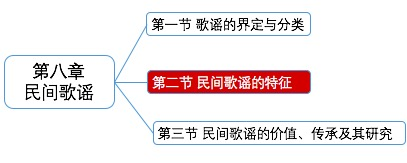 第八章
民间歌谣
第一节 歌谣的界定与分类
第二节 民间歌谣的特征
第三节 民间歌谣的价值、传承及其研究